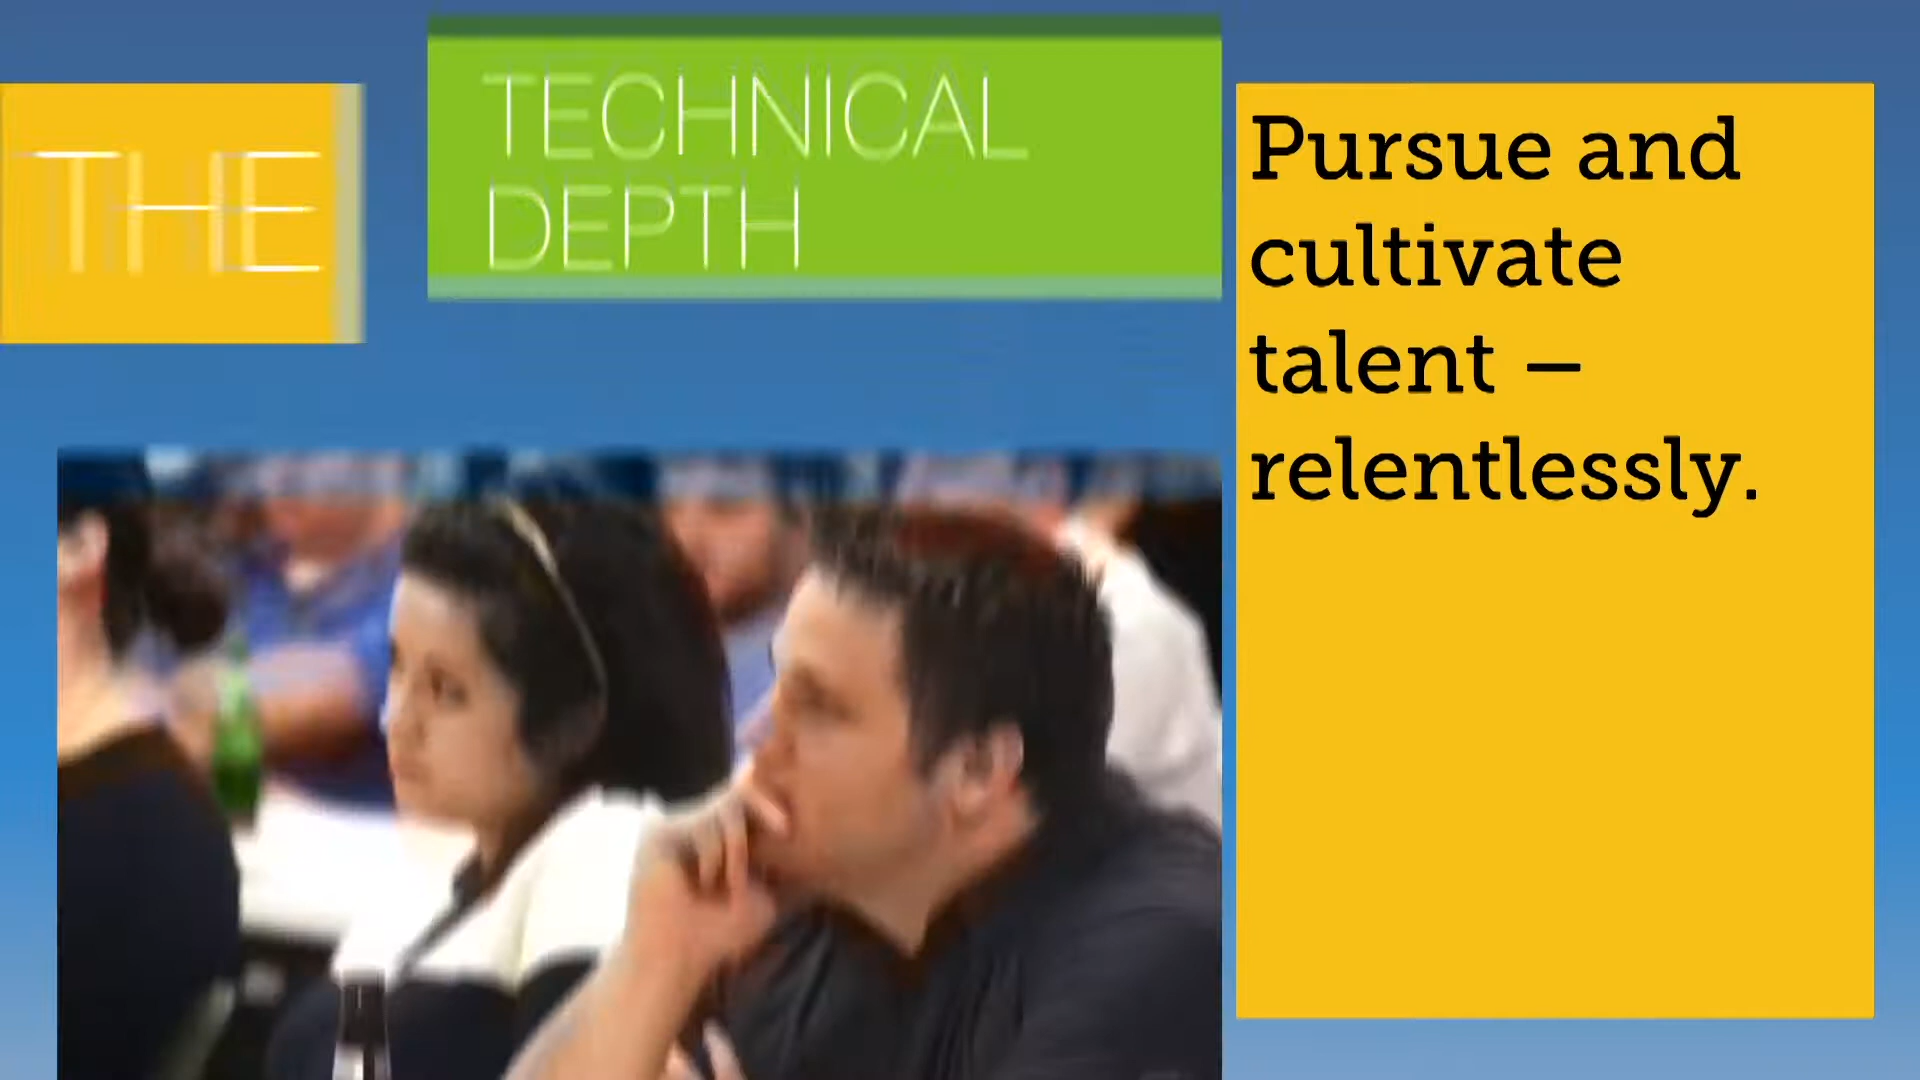 THE
TECHNICAL
DEPTH
Pursue and
cultivate
talent –
relentlessly.